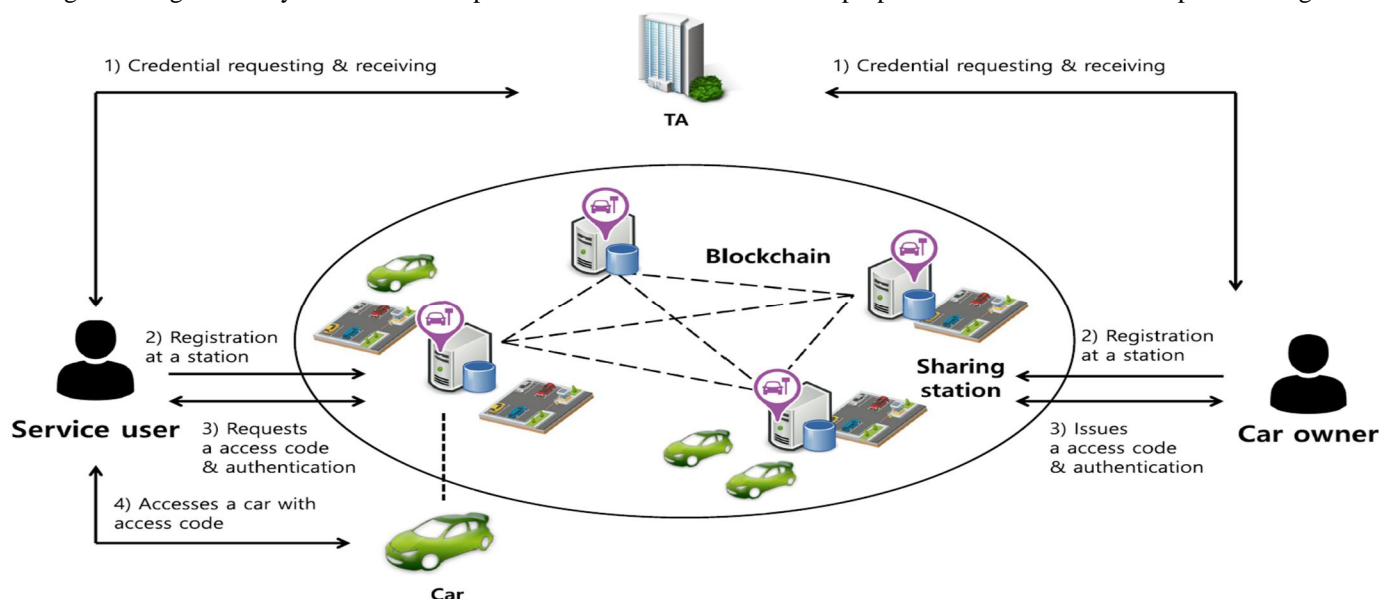 1) Credential requesting & receiving
1) Credential requesting & receiving
TA
Blockchain
2) Registration
at a station
Service user
3) Requests
a access code
& authentication
4) Accesses a car with
access code
Sharing
station
2) Registration
at a station
3) Issues
a access code
& authentication
Car owner
Car